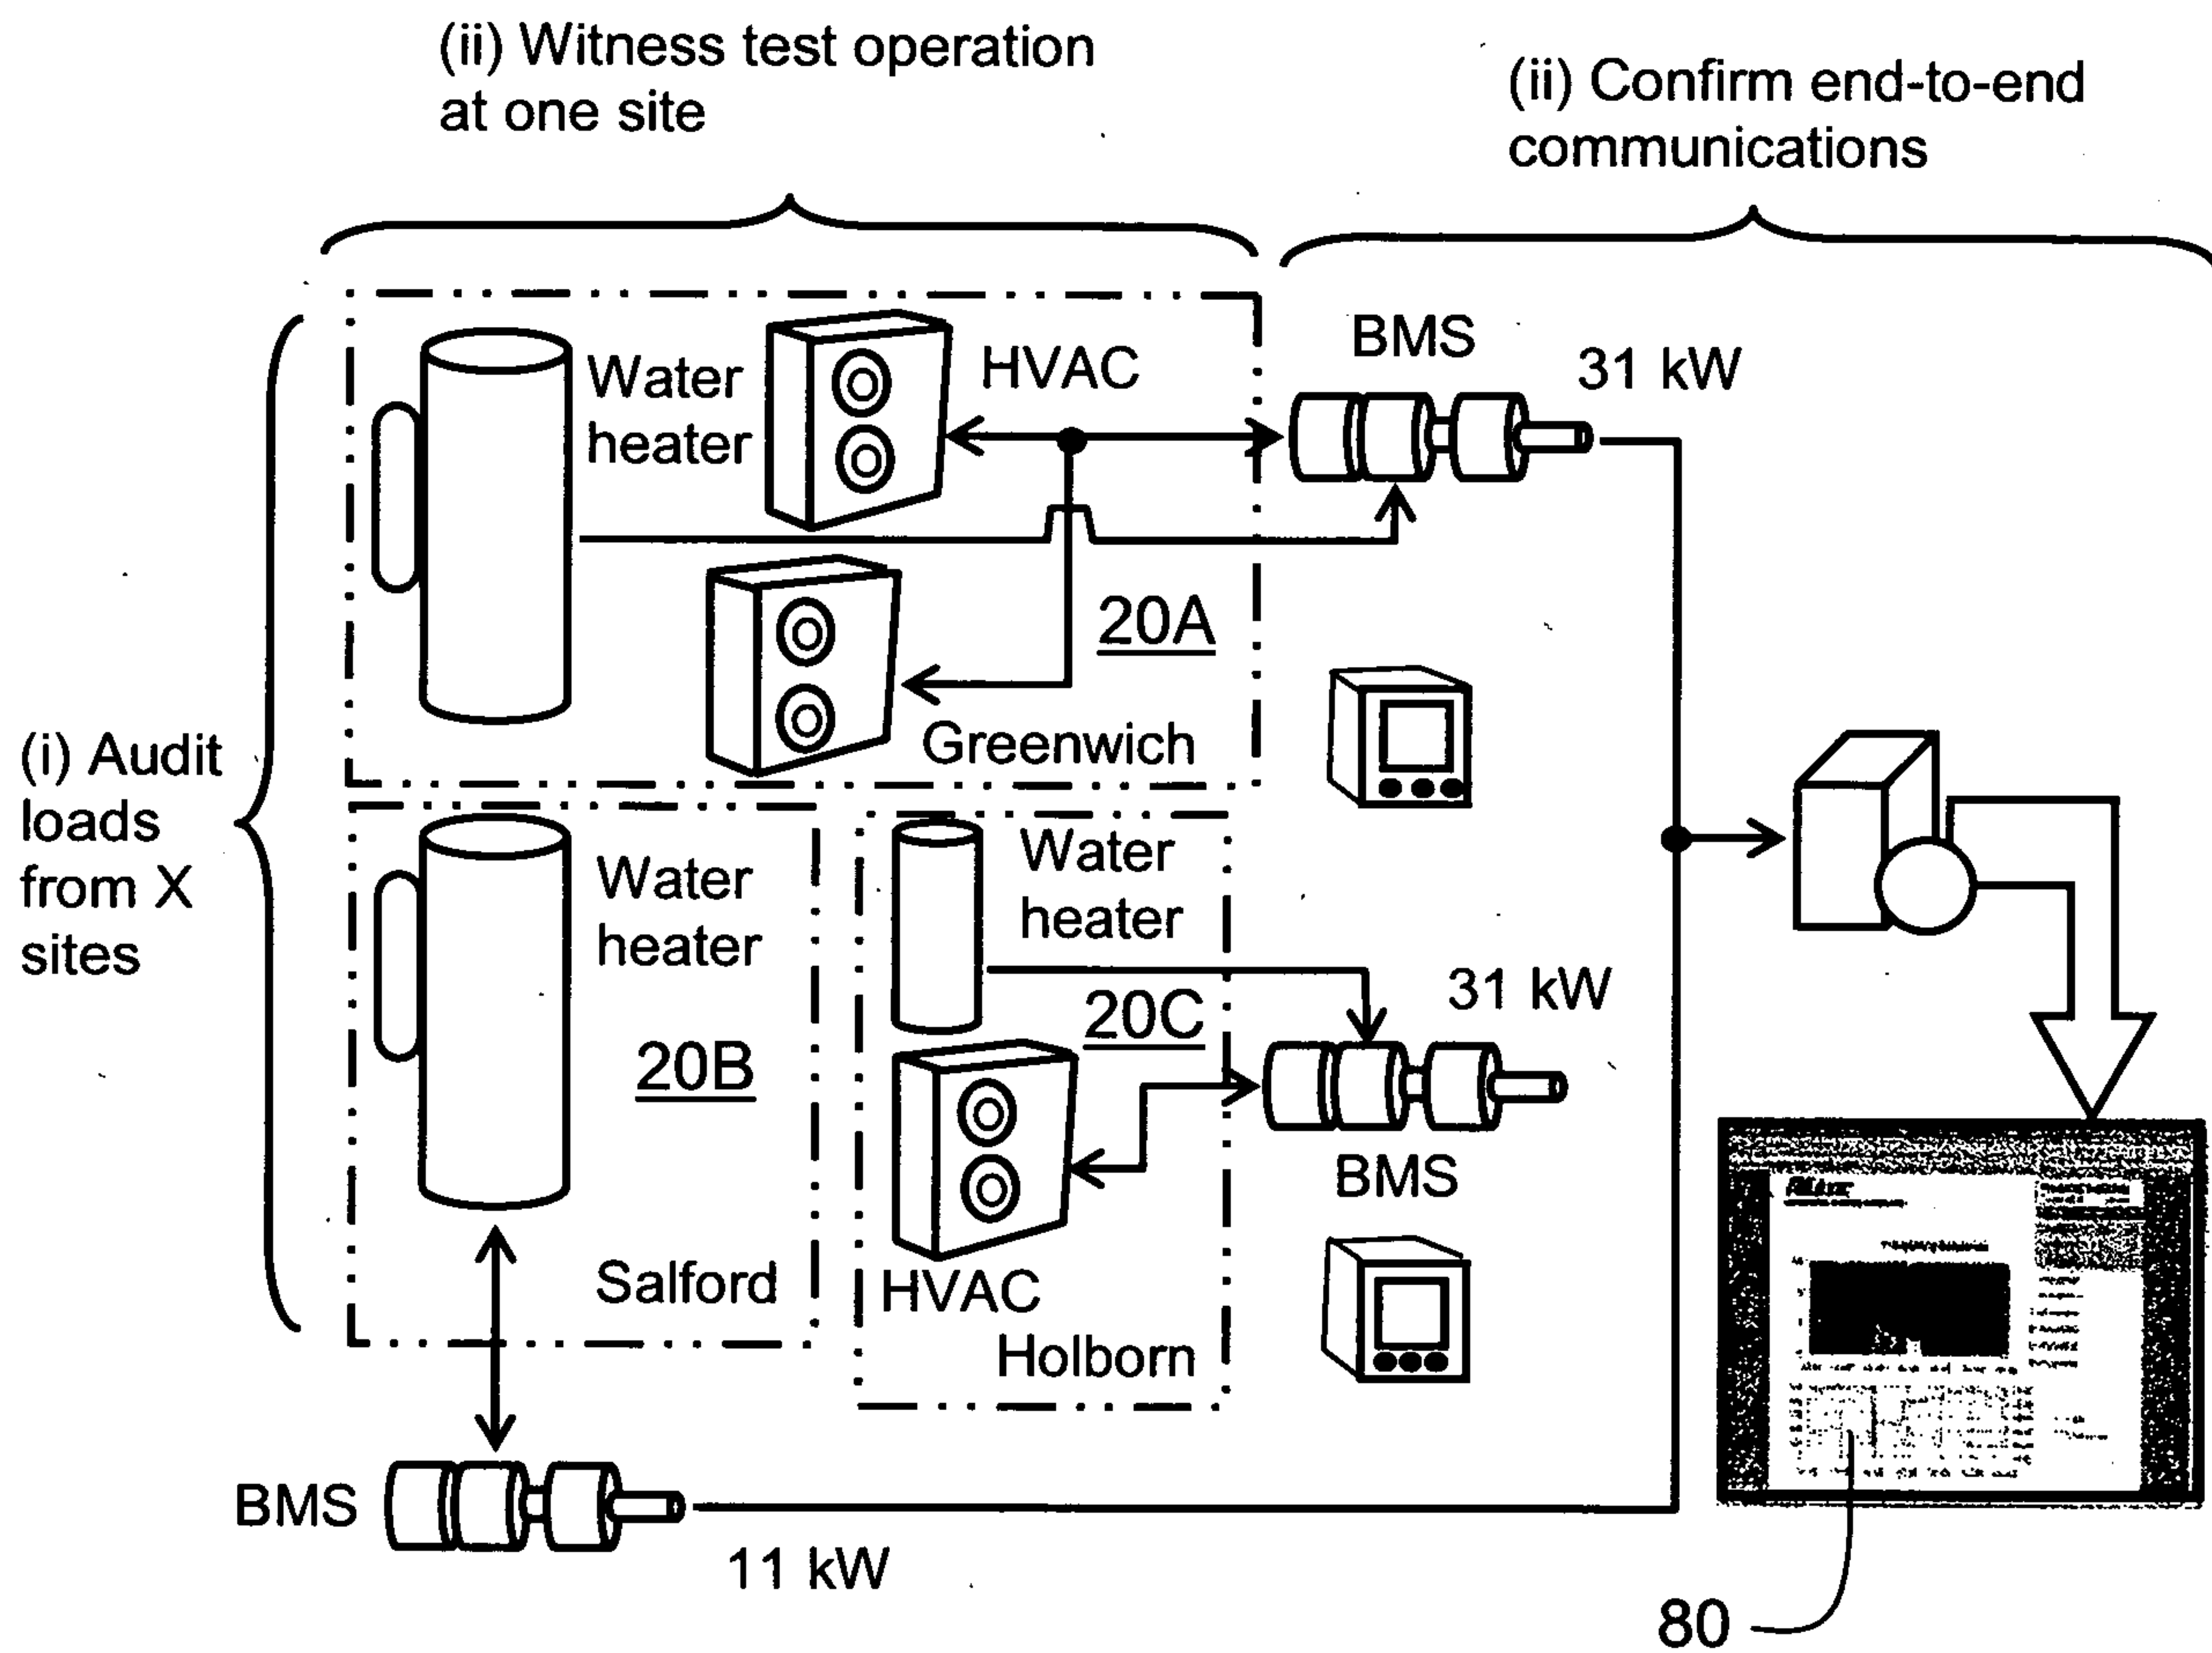 (ii) Witness test operation
at one site
(ii) Confirm end-to-end
communications
BMS
31 kW
Water
heater
HVAC
20A
Greenwich
(i) Audit
loads
from X
sites
Water
heater
20B
Salford
Water
heater
20C
HVAC
Holborn
31 kW
BMS
BMS
11 kW
80